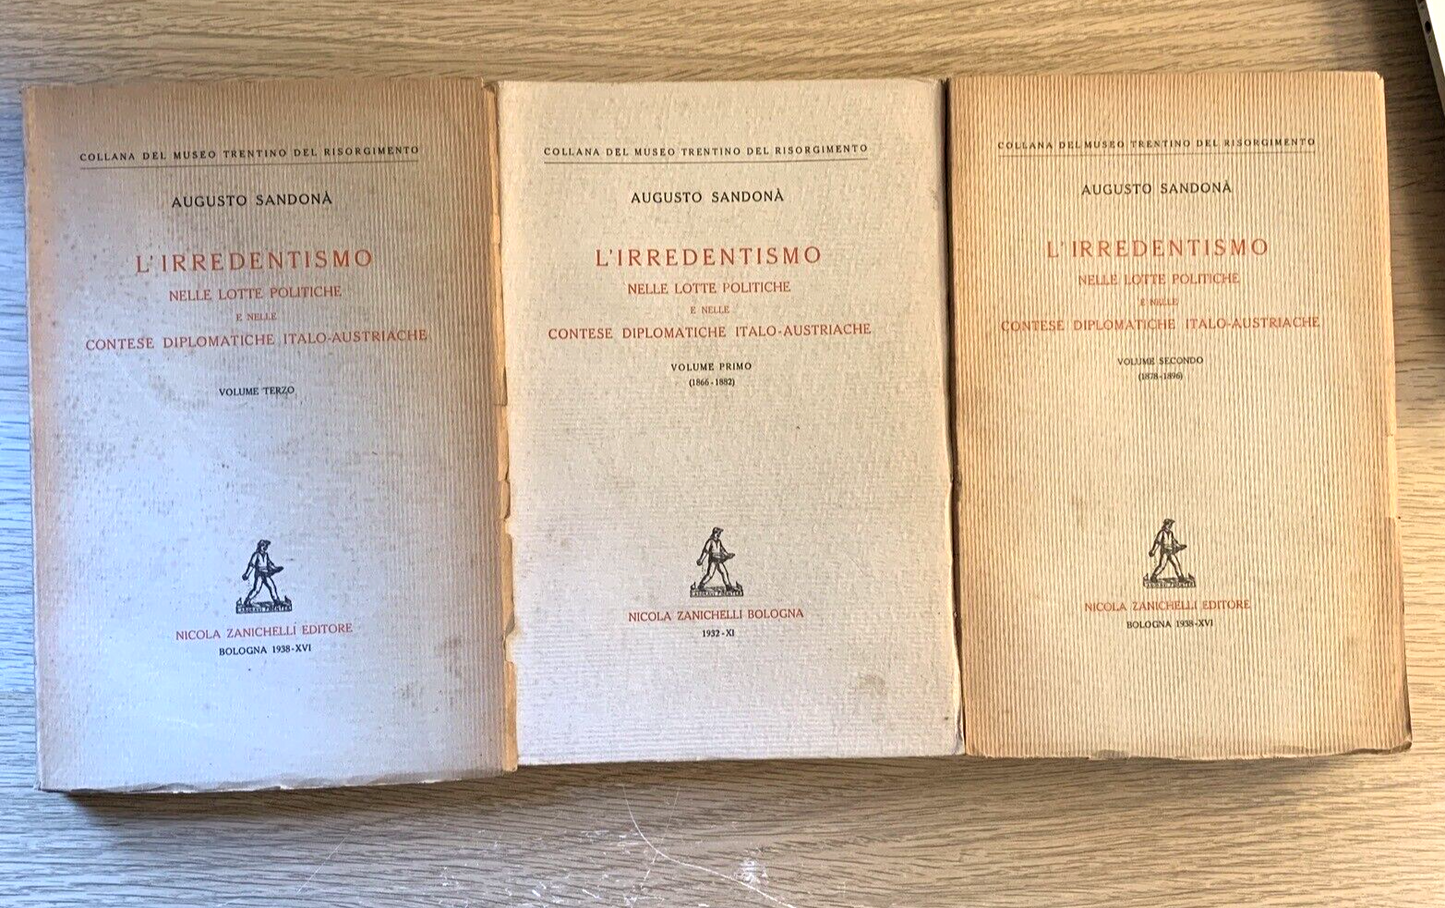 COLLANA DEL MUSEO TRENTINO DEL RISORGIMENTO
AUGUSTO SANDONÀ
L'IRREDENTISMO
NELLE LOTTE POLITICHE
E NELLE
CONTESE DIPLOMATICHE ITALO-AUSTRIACHE
VOLUME TERZO
NICOLA ZANICHELLI EDITORE
BOLOGNA 1938-XVI
COLLANA DEL MUSEO TRENTINO DEL RISORGIMENTO
AUGUSTO SANDONÀ
L'IRREDENTISMO
NELLE LOTTE POLITICHE
E NELLE
CONTESE DIPLOMATICHE ITALO-AUSTRIACHE
VOLUME PRIMO
(1866-1882)
NICOLA ZANICHELLI BOLOGNA
1932-XI
COLLANA DEL MUSEO TRENTINO DEL RISORGIMENTO
AUGUSTO SANDONÀ
L'IRREDENTISMO
NELLE LOTTE POLITICHE
E NELLE
CONTESE DIPLOMATICHE ITALO-AUSTRIACHE
VOLUME SECONDO
(1878-1896)
NICOLA ZANICHELLI EDITORE
BOLOGNA 1938-XVI